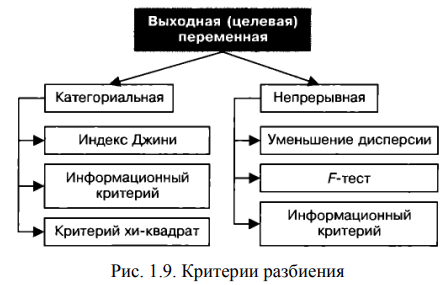 Выходная (целевая)
переменная
Категориальная
Непрерывная
Индекс Джини
Уменьшение дисперсии
Информационный
критерий
F-тест
Критерий хи-квадрат
Информационный
критерий
Рис. 1.9. Критерии разбиения